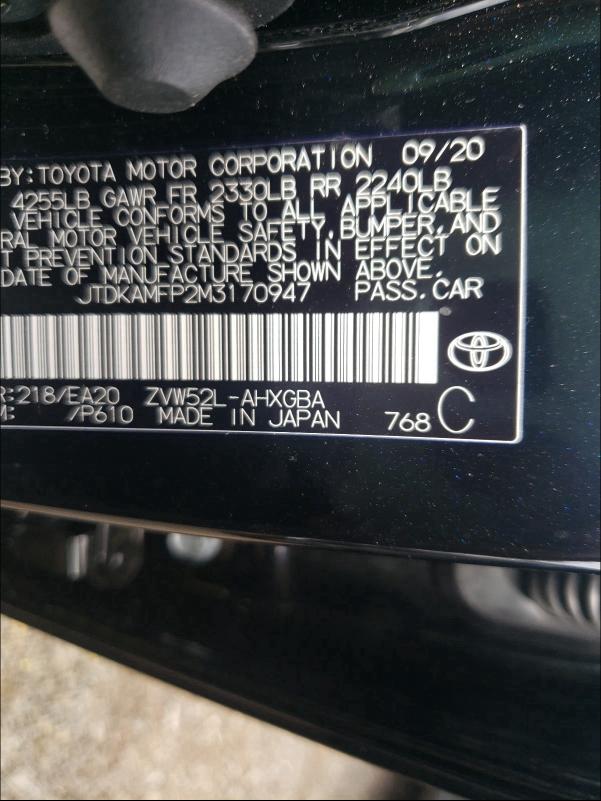 BY:TOYOTA MOTOR CORPORATION 09/20
4255LB GAWR FR 2330LB RR 2240LB
VEHICLE CONFORMS TO ALL APPLICABLE
RAL MOTOR VEHICLE SAFETY,BUMPER,AND
T PREVENTION STANDARDS IN EFFECT ON
DATE OF MANUFACTURE SHOWN ABOVE.
JTDKAMFP2M3170947 PASS.CAR
R:218/EA20 ZVW52L-AHXGBA
M: /P610 MADE IN JAPAN 768 C